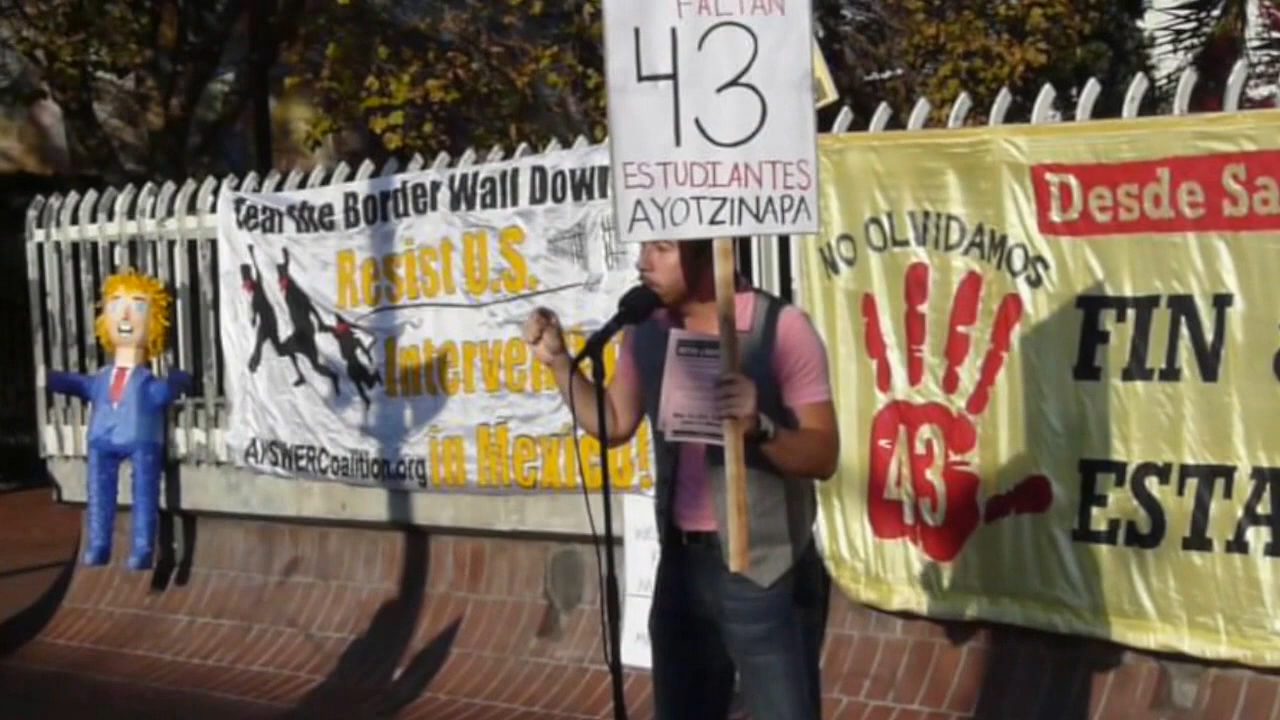 FALTAN
43
ESTUDIANTES
AYOTZINAPA
Tear the Border Wall Down
Resist U.S.
in Mexico!
ANSWERCoalition.org
Desde Sa
NO OLVIDAMOS
43
FIN
ESTA